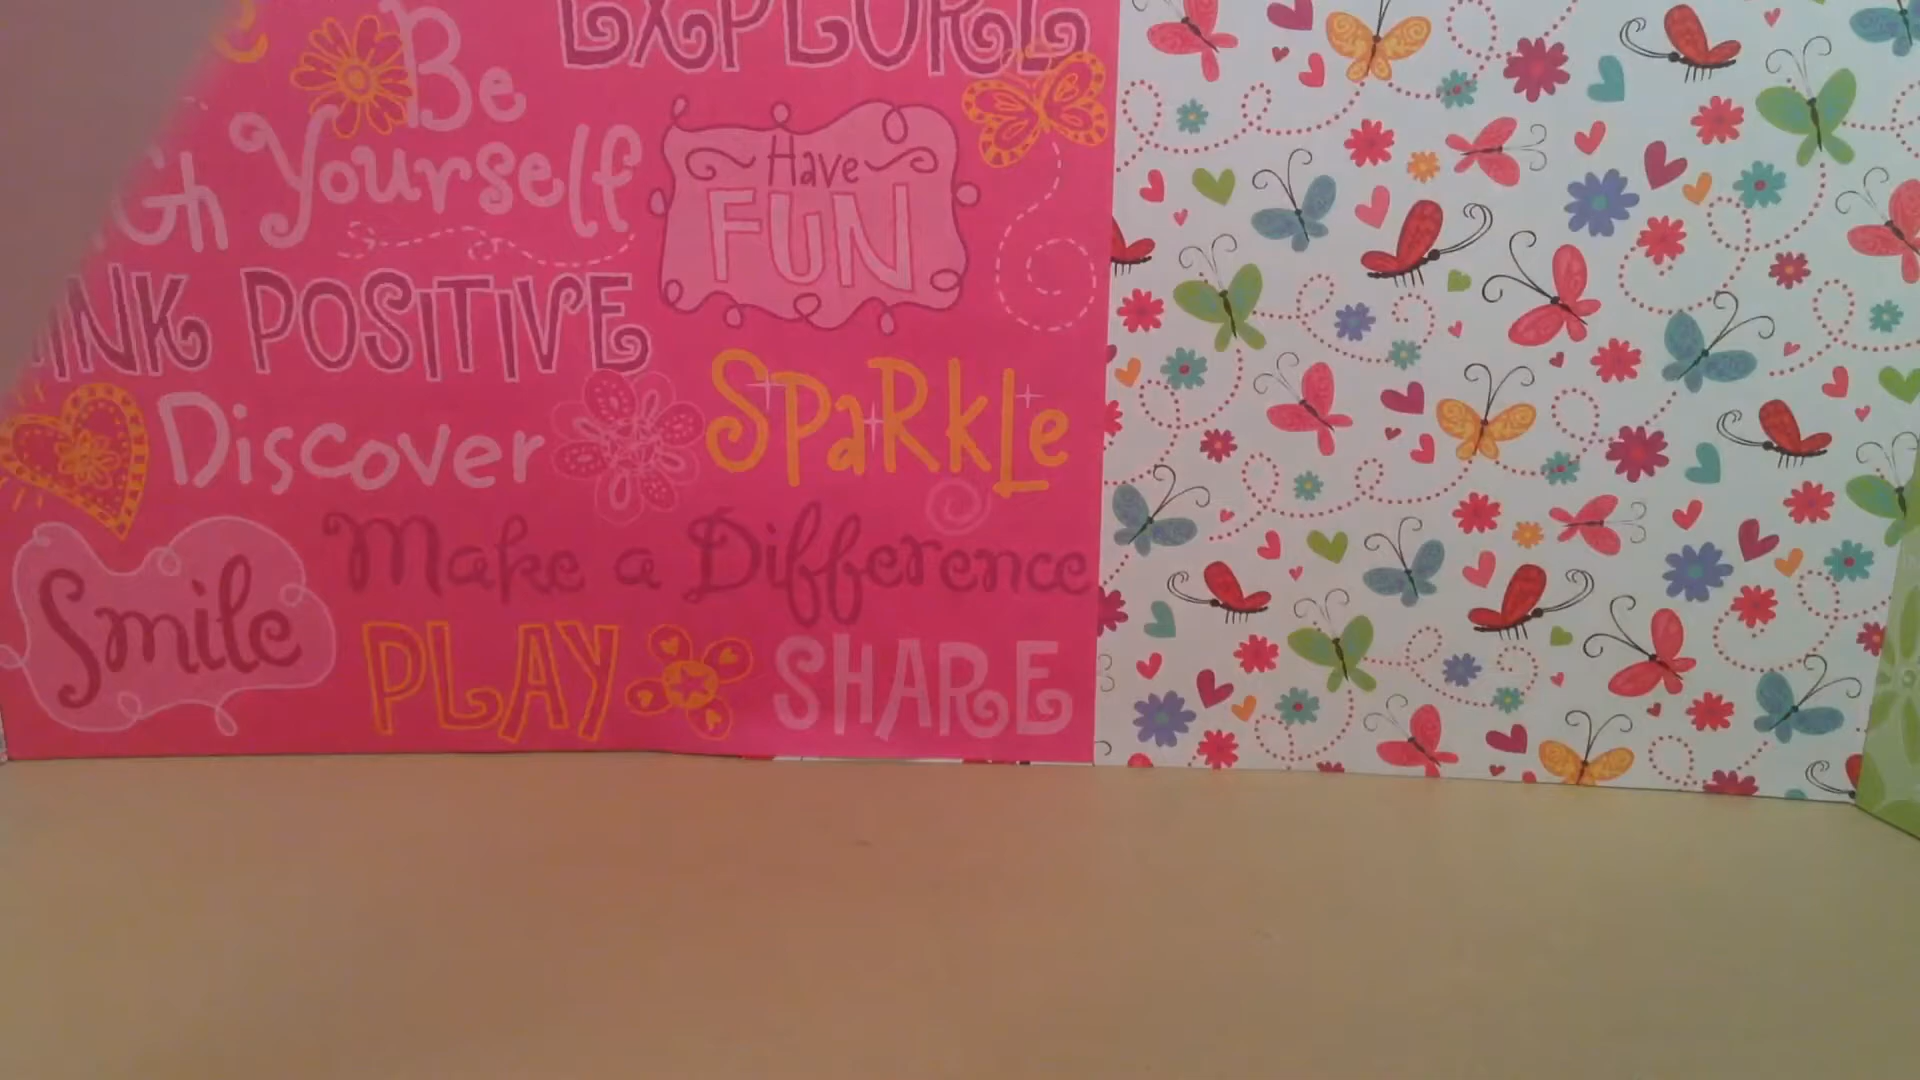 EXPLORE
Be
Yourself
Have
FUN
POSITIVE
Discover
SPaRkLe
Make a Difference
Smile
PLAY
SHARE